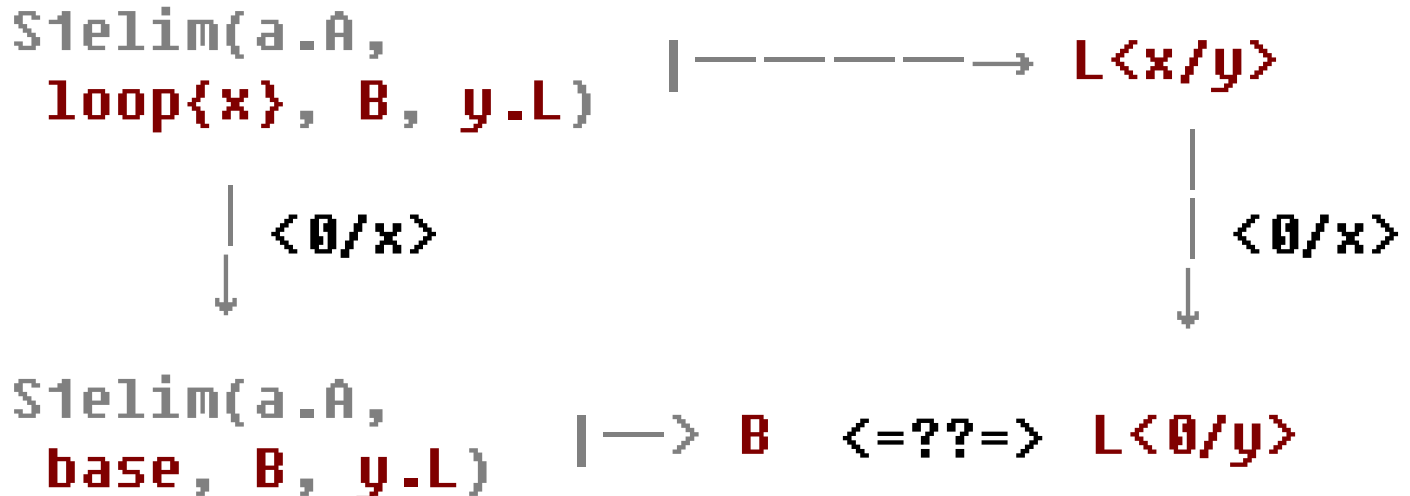 S1elim(a.A,
loop{x}, B, y.L) |————→ L<x/y>
<0/x> <0/x>
S1elim(a.A,
base, B, y.L) |—> B <=??=> L<0/y>